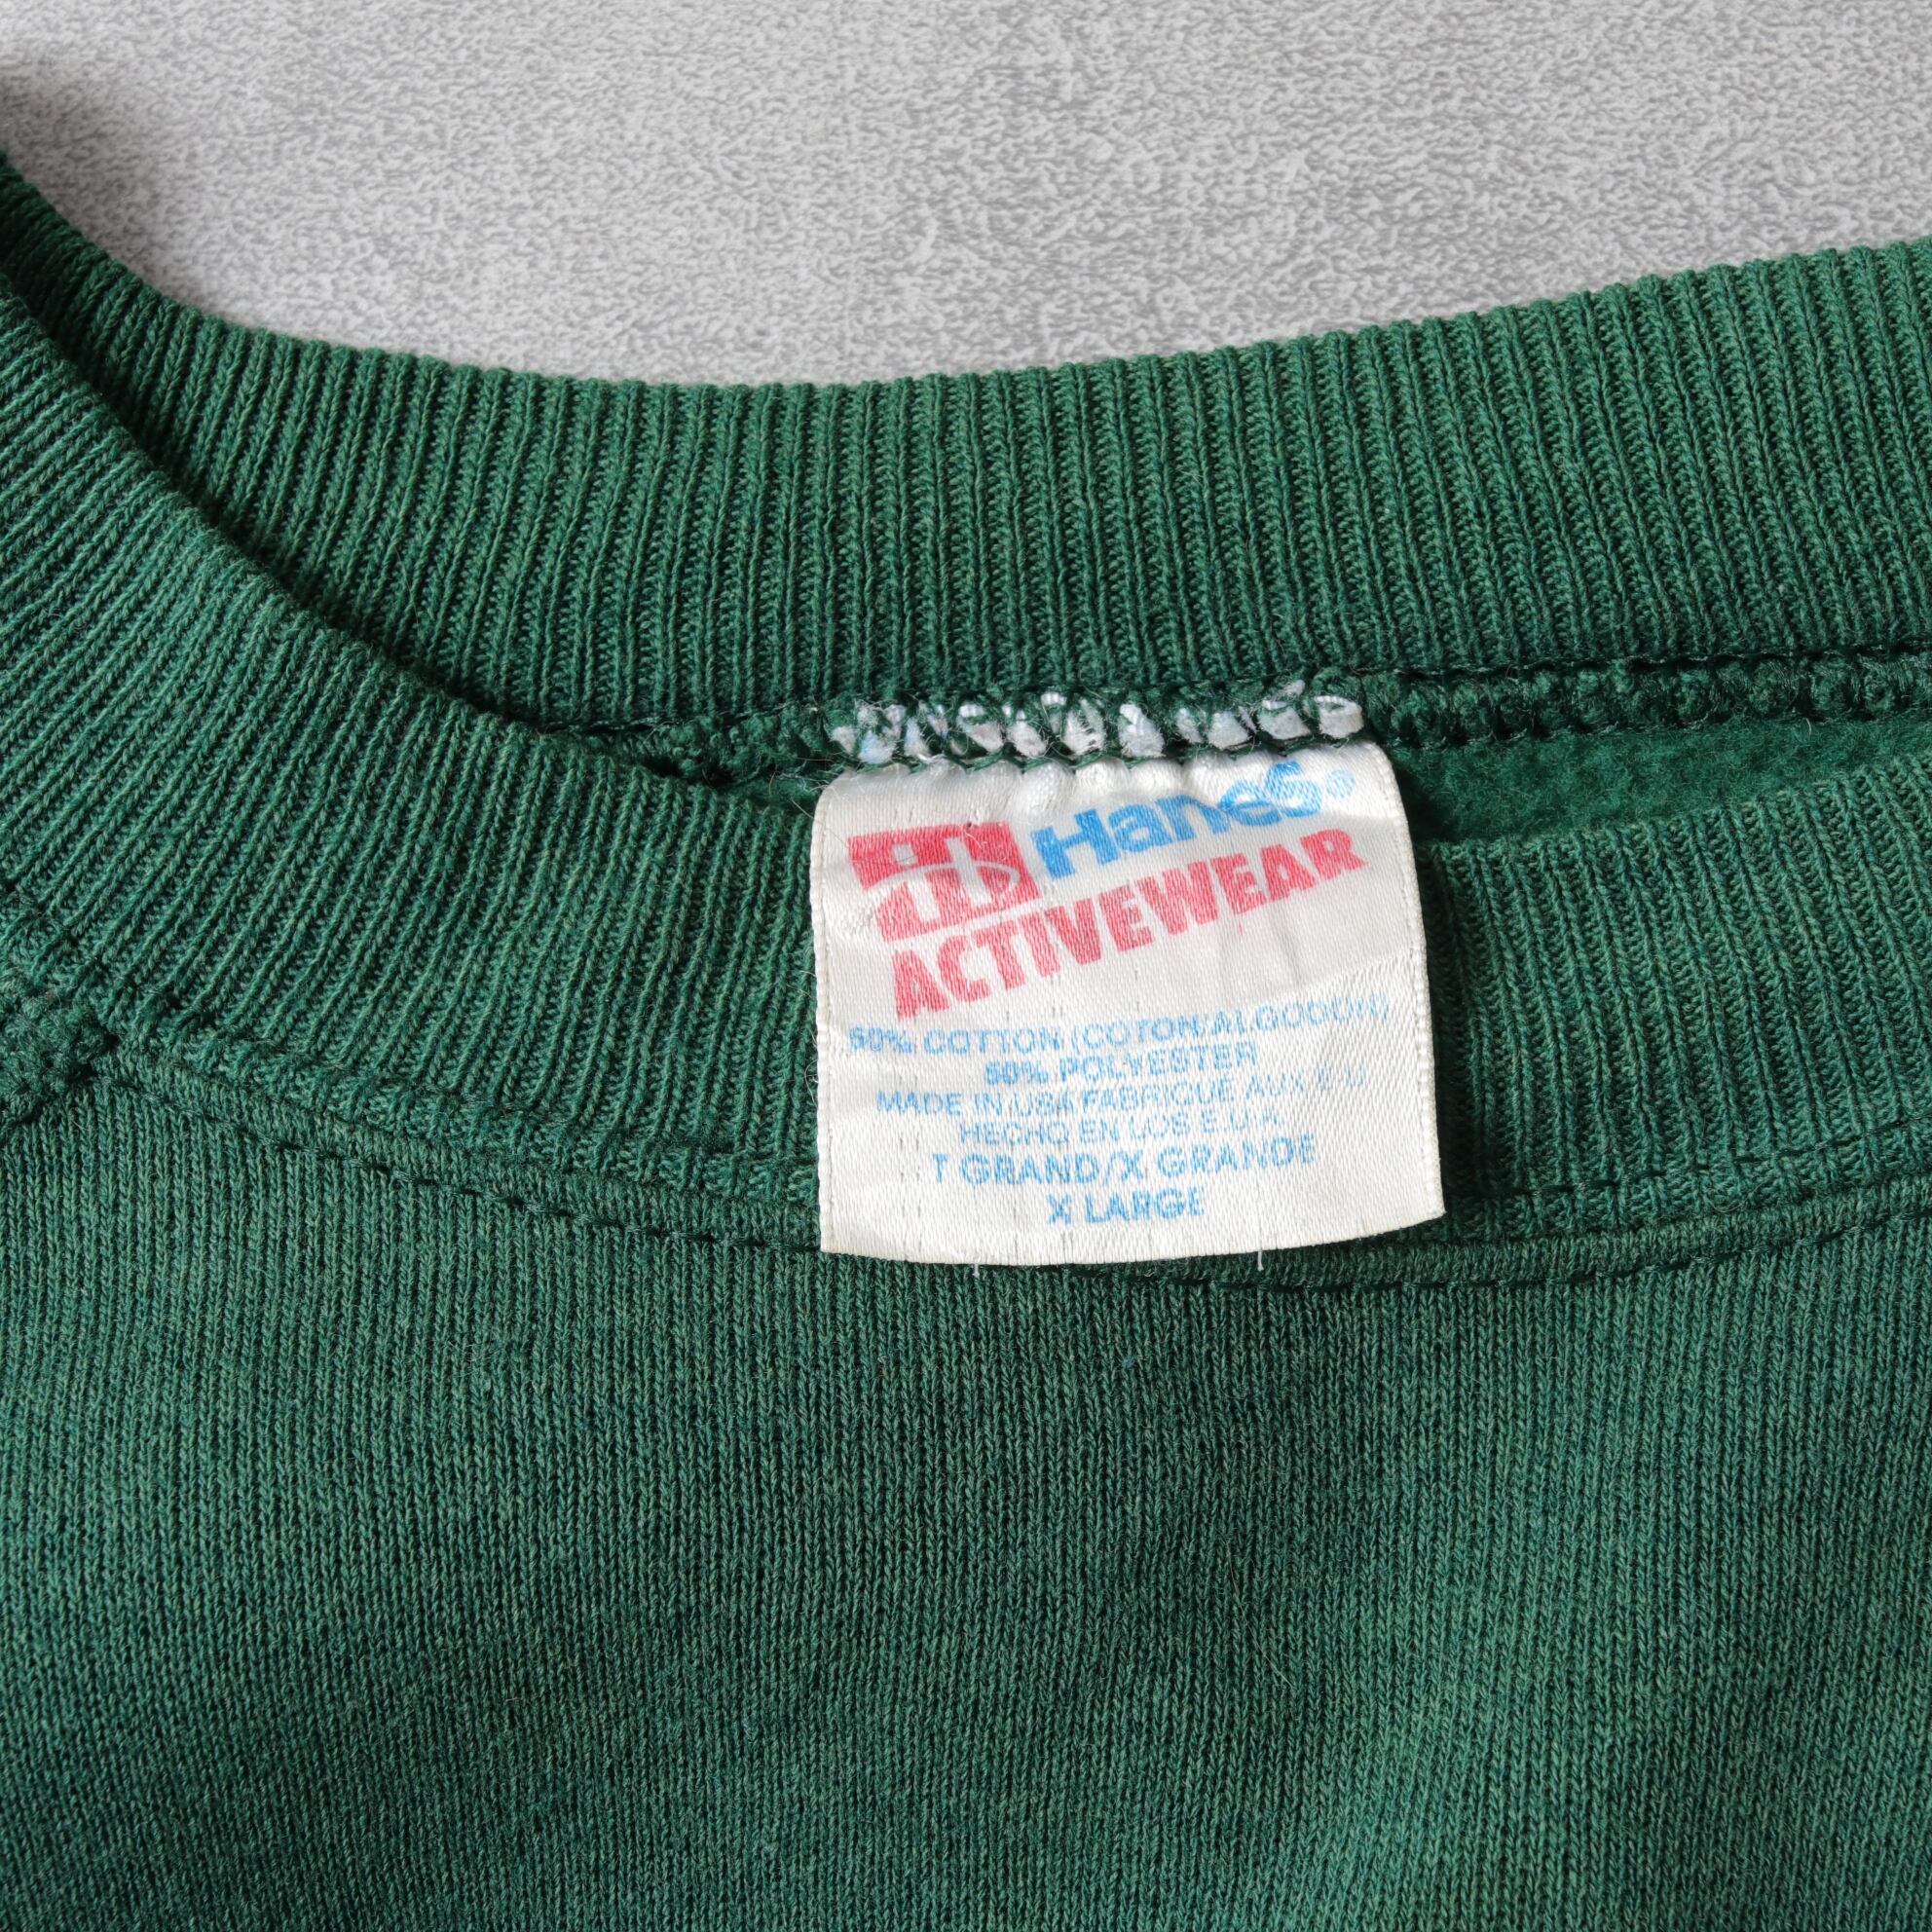 Hanes®
ACTIVEWEAR
50% COTTON (COTON/ALGODON)
50% POLYESTER
MADE IN USA FABRIQUE AUX E.U.
HECHO EN LOS E.U.A.
T GRAND/X GRANDE
X LARGE